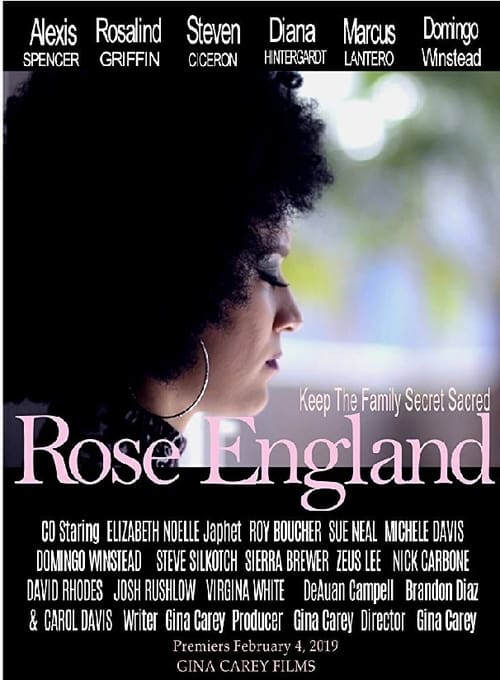 Alexis Rosalind Steven Diana Marcus Domingo
SPENCER GRIFFIN CICERON HINTERGARDT LANTERO Winstead
Keep The Family Secret Sacred
Rose England
CO Staring ELIZABETH NOELLE Japhet ROY BOUCHER SUE NEAL MICHELE DAVIS
DOMINGO WINSTEAD STEVE SILKOTCH SIERRA BREWER ZEUS LEE NICK CARBONE
DAVID RHODES JOSH RUSHLOW VIRGINA WHITE DeAuan Campell Brandon Diaz
& CAROL DAVIS Writer Gina Carey Producer Gina Carey Director Gina Carey
Premiers February 4, 2019
GINA CAREY FILMS